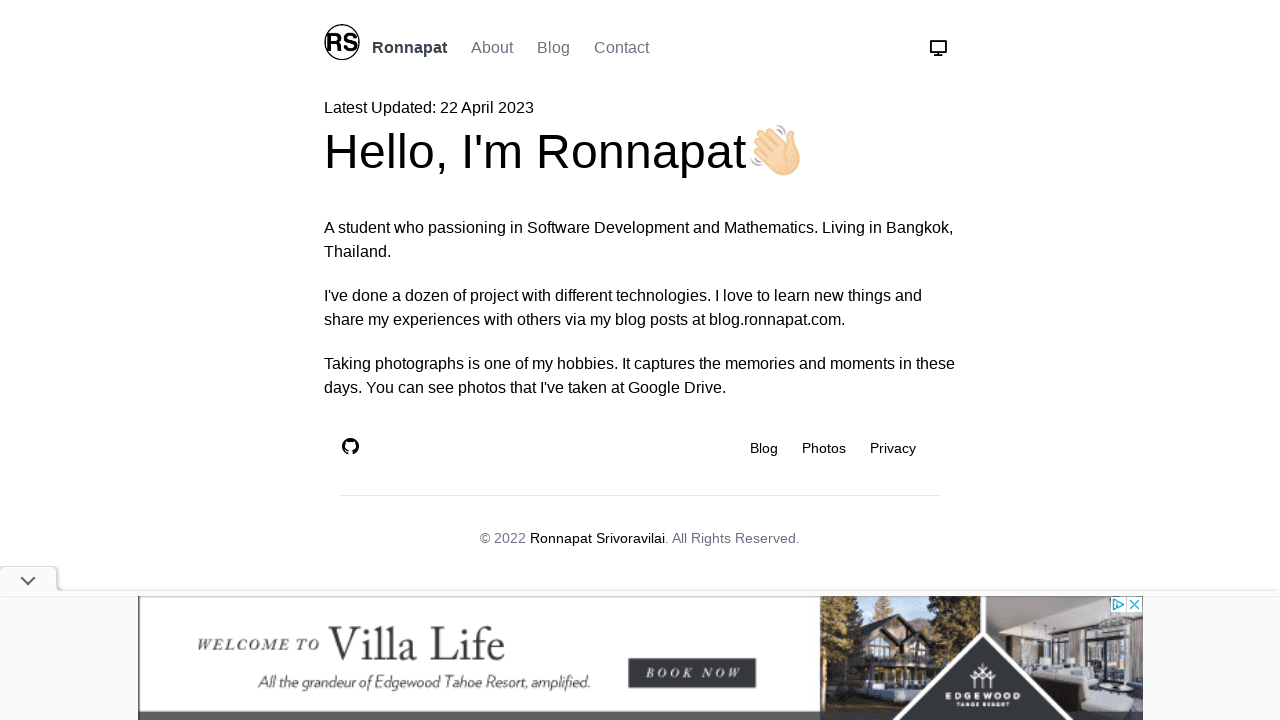 RS Ronnapat About Blog Contact
Latest Updated: 22 April 2023
Hello, I'm Ronnapat👋🏻
A student who passioning in Software Development and Mathematics. Living in Bangkok,
Thailand.
I've done a dozen of project with different technologies. I love to learn new things and
share my experiences with others via my blog posts at blog.ronnapat.com.
Taking photographs is one of my hobbies. It captures the memories and moments in these
days. You can see photos that I've taken at Google Drive.
Blog Photos Privacy
© 2022 Ronnapat Srivoravilai. All Rights Reserved.
WELCOME TO Villa Life
All the grandeur of Edgewood Tahoe Resort, amplified.
BOOK NOW
EDGEWOOD
TAHOE RESORT